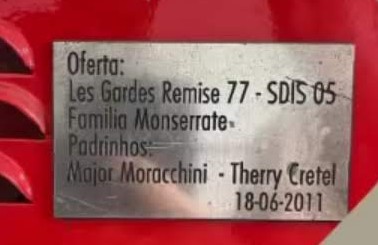 Oferta:
Les Gardes Remise 77 - SDIS 05
Familia Monserrate
Padrinhos:
Major Moracchini - Therry Cretel
18-06-2011